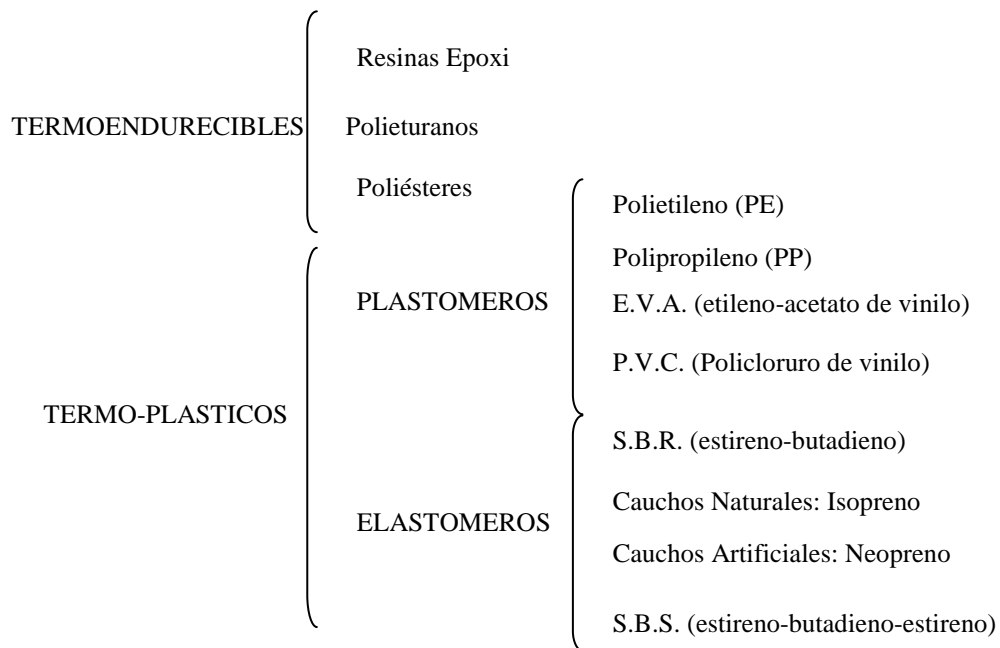 TERMOENDURECIBLES
Resinas Epoxi
Polieturanos
Poliésteres
TERMO-PLASTICOS
PLASTOMEROS
Polietileno (PE)
Polipropileno (PP)
E.V.A. (etileno-acetato de vinilo)
P.V.C. (Policloruro de vinilo)
ELASTOMEROS
S.B.R. (estireno-butadieno)
Cauchos Naturales: Isopreno
Cauchos Artificiales: Neopreno
S.B.S. (estireno-butadieno-estireno)